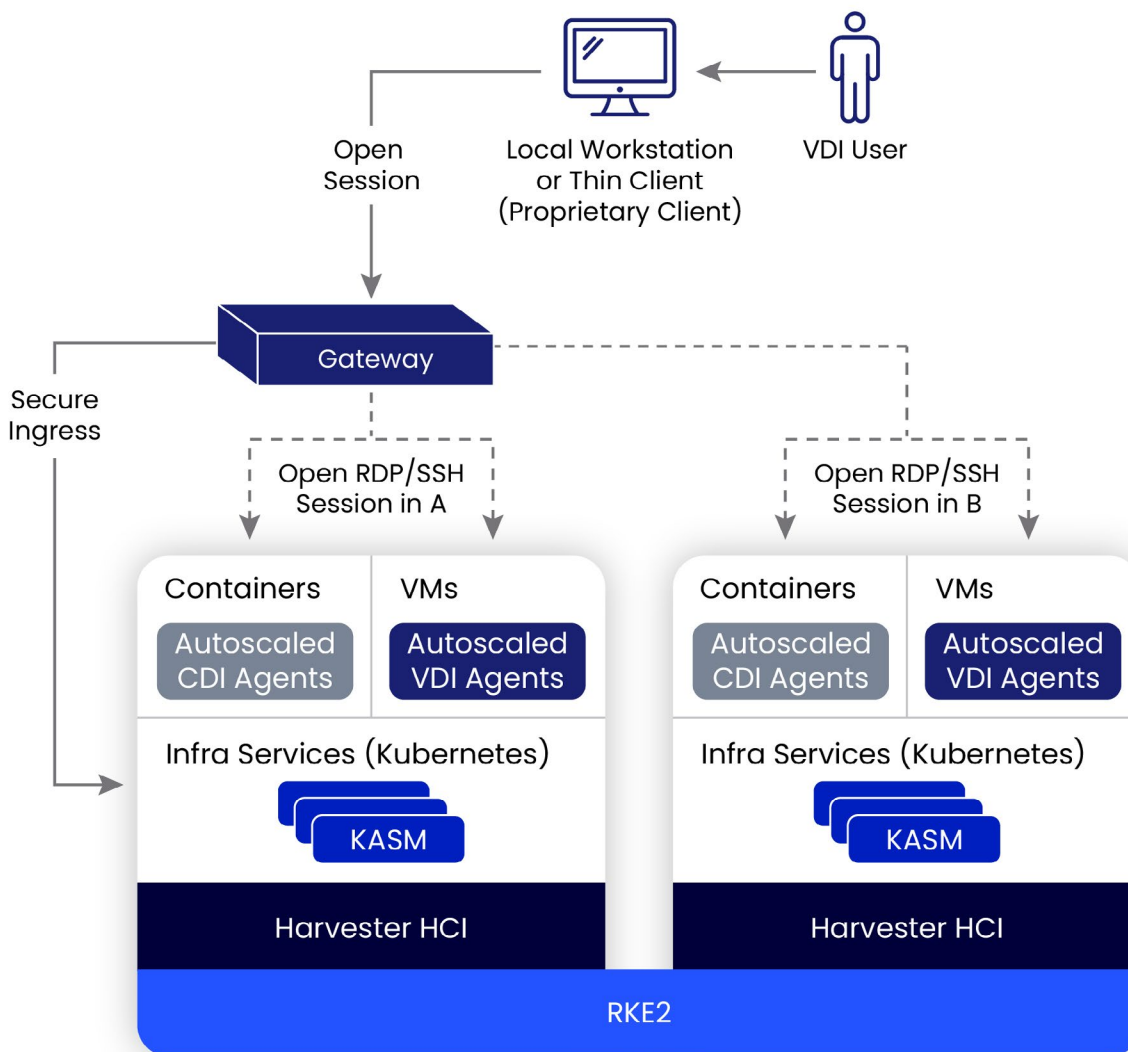 Open
Session
Local Workstation
or Thin Client
(Proprietary Client)
VDI User
Gateway
Secure
Ingress
Open RDP/SSH
Session in A
Open RDP/SSH
Session in B
Containers
VMs
Autoscaled
CDI Agents
Autoscaled
VDI Agents
Infra Services (Kubernetes)
KASM
Harvester HCI
Containers
VMs
Autoscaled
CDI Agents
Autoscaled
VDI Agents
Infra Services (Kubernetes)
KASM
Harvester HCI
RKE2